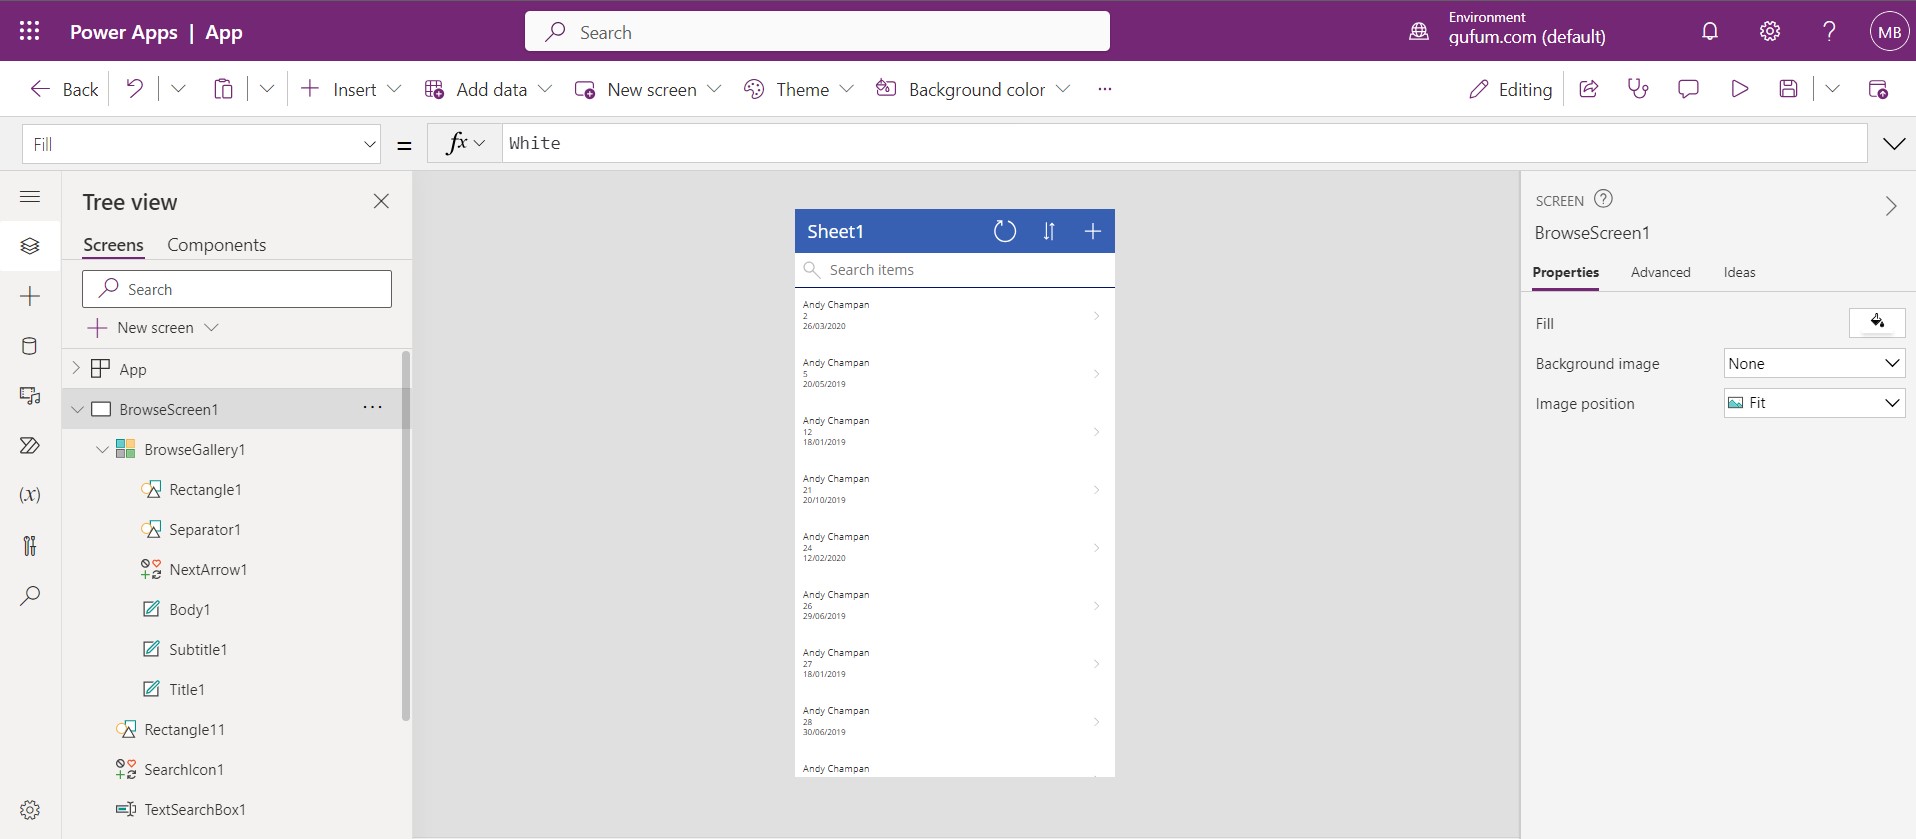 Power Apps | App
Search
Environment
gufum.com (default)
MB
Back
Insert
Add data
New screen
Theme
Background color
...
Editing
Fill
=
fx
White
Tree view
Screens
Components
Search
New screen
App
BrowseScreen1
...
BrowseGallery1
Rectangle1
Separator1
NextArrow1
Body1
Subtitle1
Title1
Rectangle11
SearchIcon1
TextSearchBox1
(x)
Sheet1
Search items
Andy Champan
2
26/03/2020
Andy Champan
5
20/05/2019
Andy Champan
12
18/01/2019
Andy Champan
21
20/10/2019
Andy Champan
24
12/02/2020
Andy Champan
26
29/06/2019
Andy Champan
27
18/01/2019
Andy Champan
28
30/06/2019
Andy Champan
SCREEN
BrowseScreen1
Properties
Advanced
Ideas
Fill
Background image
None
Image position
Fit